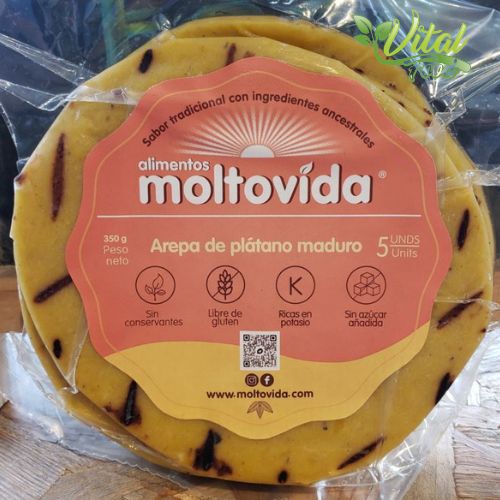 Vital
Sabor tradicional con ingredientes ancestrales
alimentos
moltovida ®
350 g
Peso
neto
Arepa de plátano maduro
5 UNDS
Units
Sin
conservantes
Libre de
gluten
K
Ricas en
potasio
Sin azúcar
añadida
www.moltovida.com